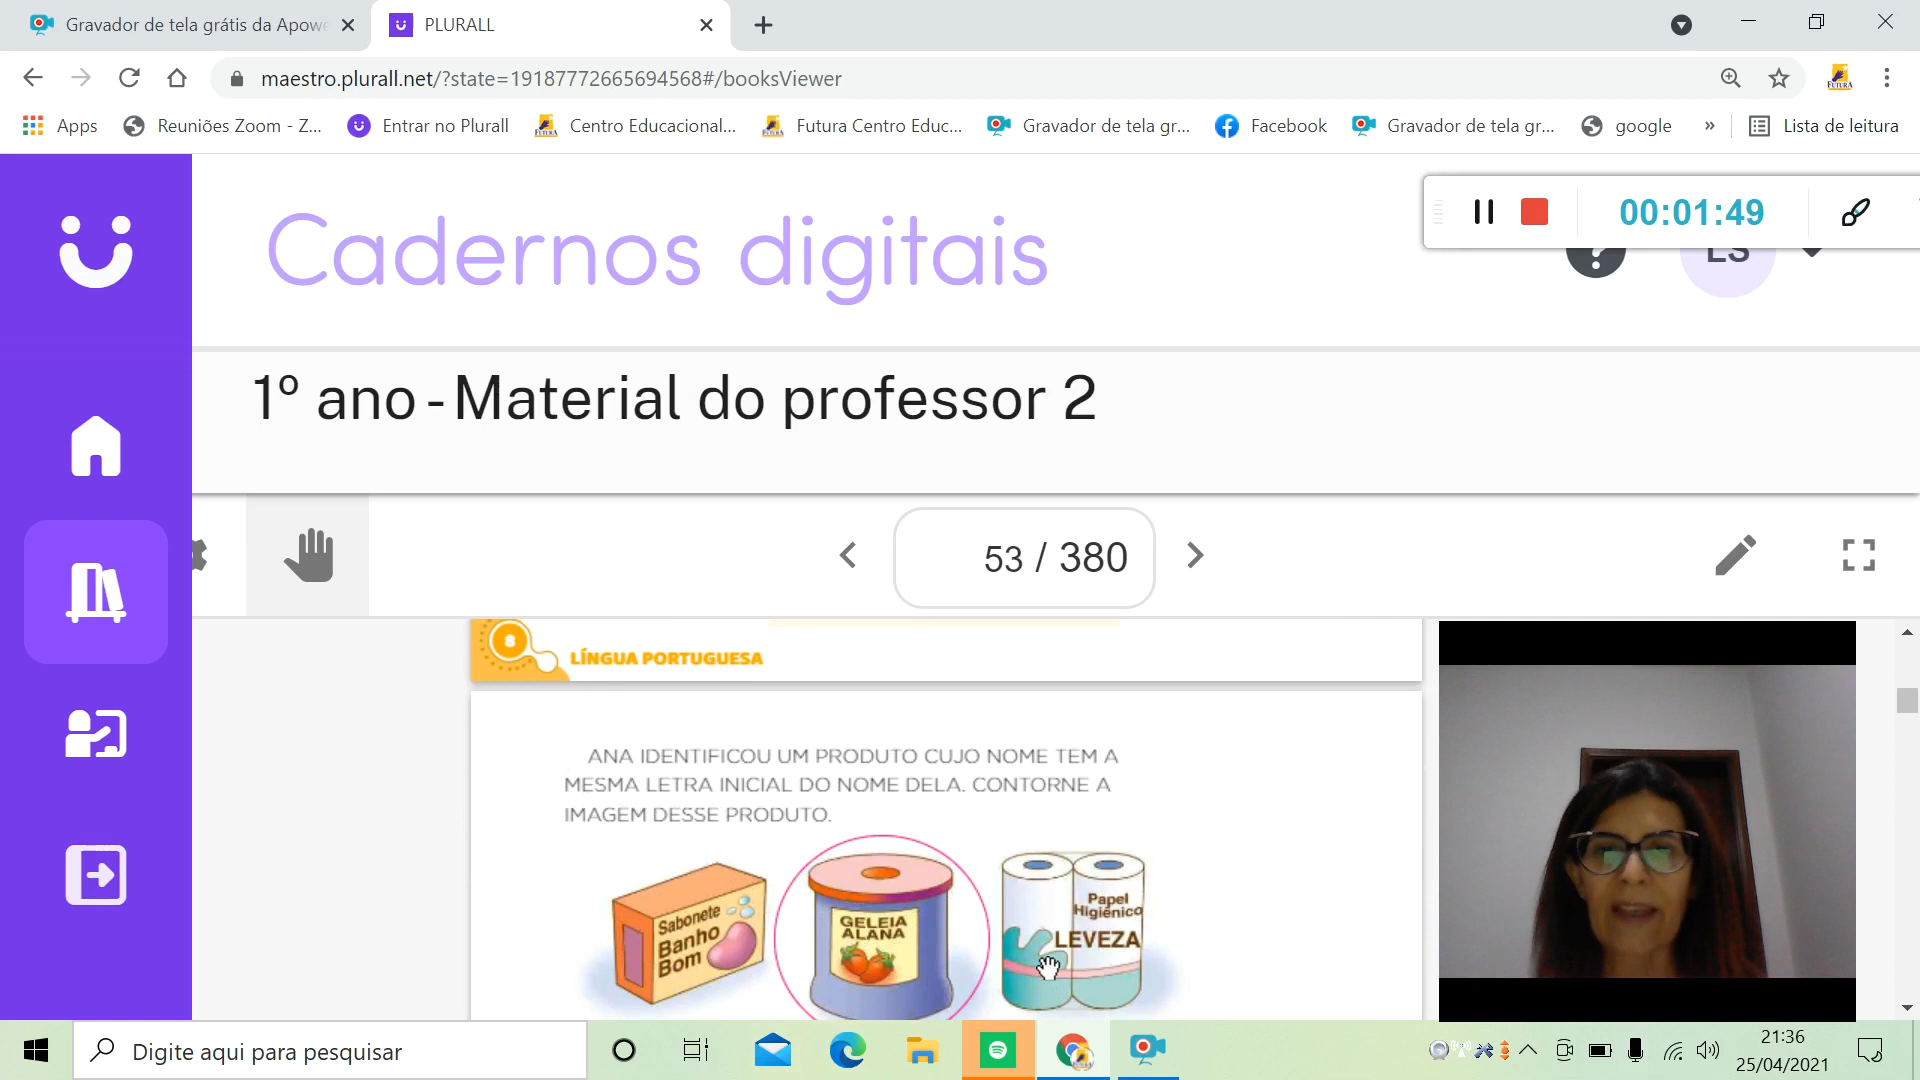 Gravador de tela grátis da Apowe
PLURALL
maestro.plurall.net/?state=19187772665694568#/booksViewer
Apps
Reuniões Zoom - Z...
Entrar no Plurall
Centro Educacional...
Futura Centro Educ...
Gravador de tela gr...
Facebook
Gravador de tela gr...
google
»
Lista de leitura
Cadernos digitais
00:01:49
LS
1º ano - Material do professor 2
53 / 380
8
LÍNGUA PORTUGUESA
ANA IDENTIFICOU UM PRODUTO CUJO NOME TEM A
MESMA LETRA INICIAL DO NOME DELA. CONTORNE A
IMAGEM DESSE PRODUTO.
Sabonete
Banho
Bom
GELEIA
ALANA
Papel
Higiênico
LEVEZA
Digite aqui para pesquisar
21:36
25/04/2021